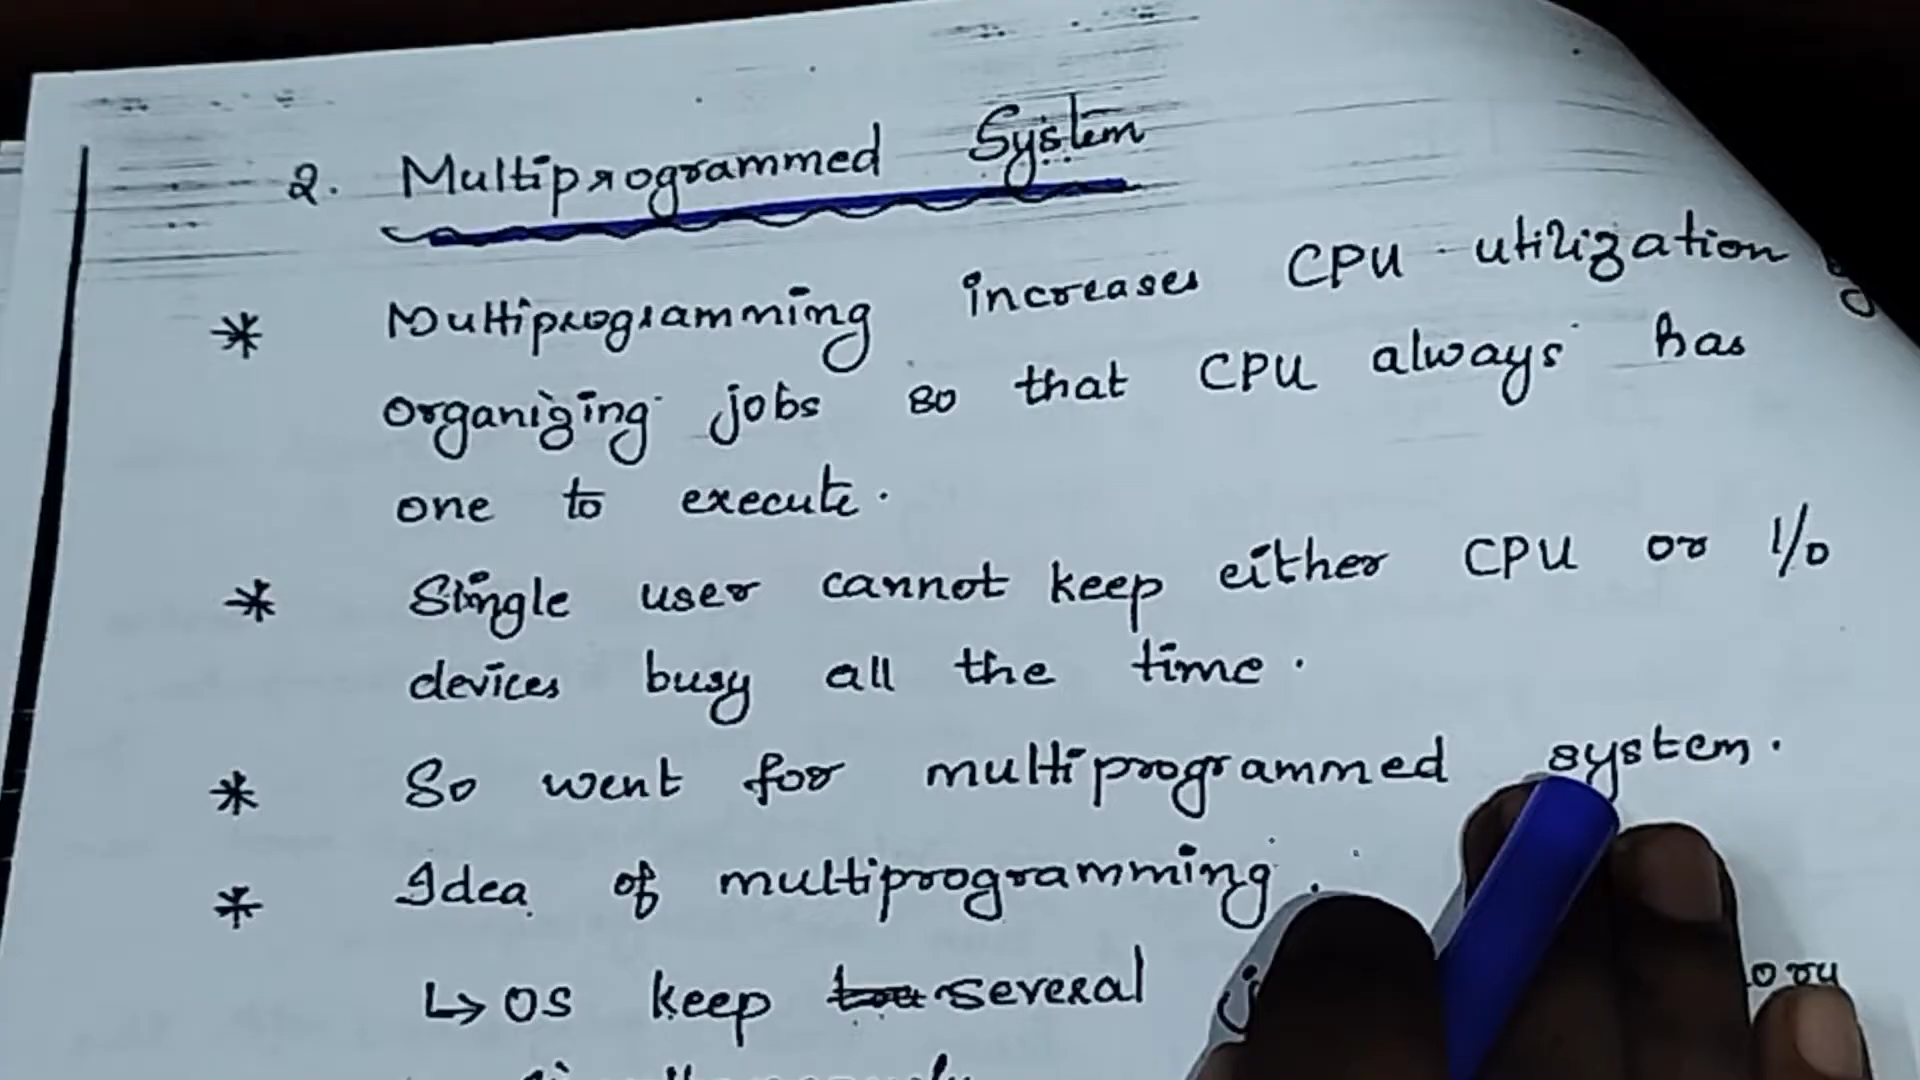 2. Multiprogrammed System
* Multiprogramming increases CPU utilization
organizing jobs so that CPU always has
one to execute.
* Single user cannot keep either CPU or I/O
devices busy all the time.
* So went for multiprogrammed system.
* Idea of multiprogramming.
↳ OS keep several